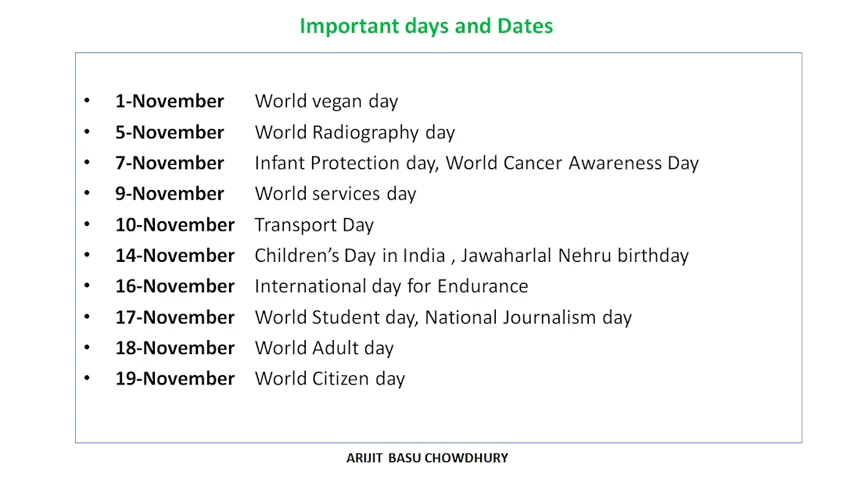 Important days and Dates
• 1-November World vegan day
• 5-November World Radiography day
• 7-November Infant Protection day, World Cancer Awareness Day
• 9-November World services day
• 10-November Transport Day
• 14-November Children’s Day in India , Jawaharlal Nehru birthday
• 16-November International day for Endurance
• 17-November World Student day, National Journalism day
• 18-November World Adult day
• 19-November World Citizen day
ARIJIT BASU CHOWDHURY